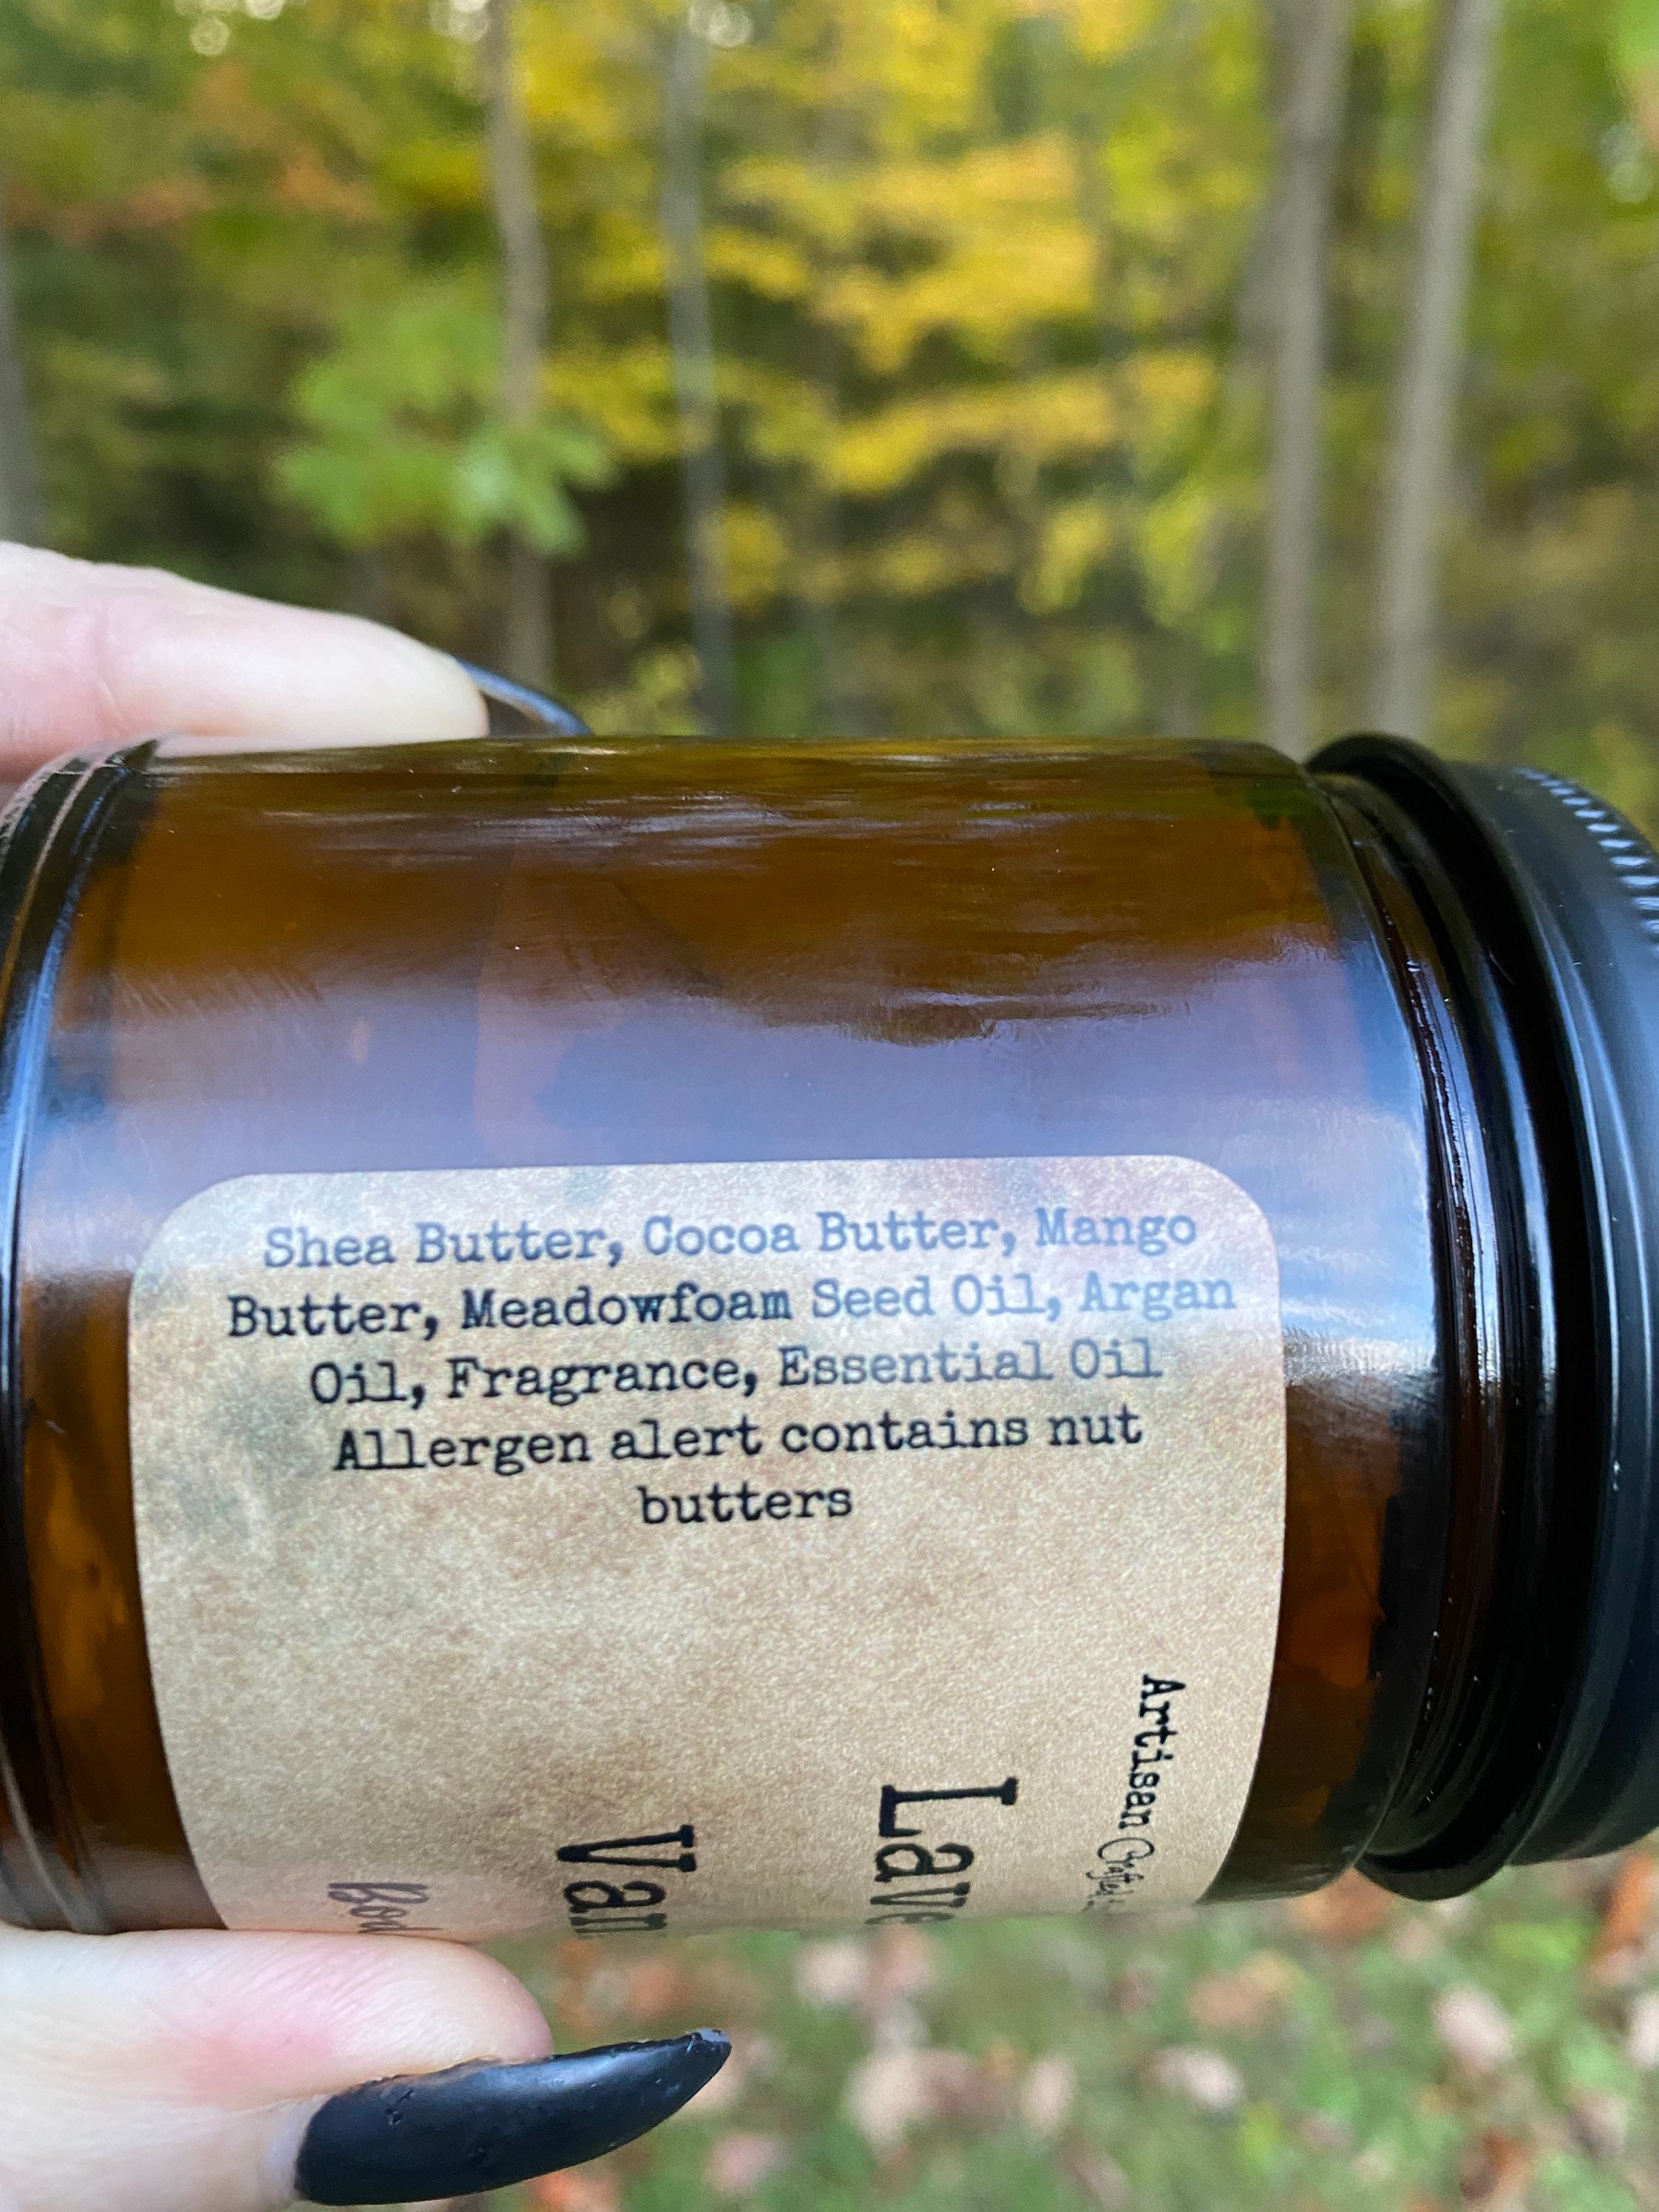 Shea Butter, Cocoa Butter, Mango
Butter, Meadowfoam Seed Oil, Argan
Oil, Fragrance, Essential Oil
Allergen alert contains nut
butters
Artisan Crafted